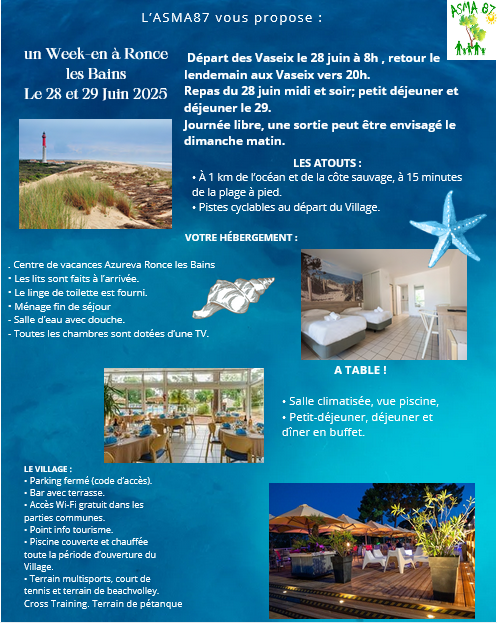 L'ASMA87 vous propose :
ASMA 87
un Week-en à Ronce
les Bains
Le 28 et 29 Juin 2025
Départ des Vaseix le 28 juin à 8h , retour le
lendemain aux Vaseix vers 20h.
Repas du 28 juin midi et soir; petit déjeuner et
déjeuner le 29.
Journée libre, une sortie peut être envisagé le
dimanche matin.
LES ATOUTS :
• À 1 km de l'océan et de la côte sauvage, à 15 minutes
de la plage à pied.
• Pistes cyclables au départ du Village.
VOTRE HÉBERGEMENT :
. Centre de vacances Azureva Ronce les Bains
• Les lits sont faits à l'arrivée.
• Le linge de toilette est fourni.
• Ménage fin de séjour
- Salle d'eau avec douche.
- Toutes les chambres sont dotées d'une TV.
A TABLE !
• Salle climatisée, vue piscine,
• Petit-déjeuner, déjeuner et
dîner en buffet.
LE VILLAGE :
• Parking fermé (code d'accès).
• Bar avec terrasse.
• Accès Wi-Fi gratuit dans les
parties communes.
• Point info tourisme.
• Piscine couverte et chauffée
toute la période d'ouverture du
Village.
• Terrain multisports, court de
tennis et terrain de beachvolley.
Cross Training. Terrain de pétanque